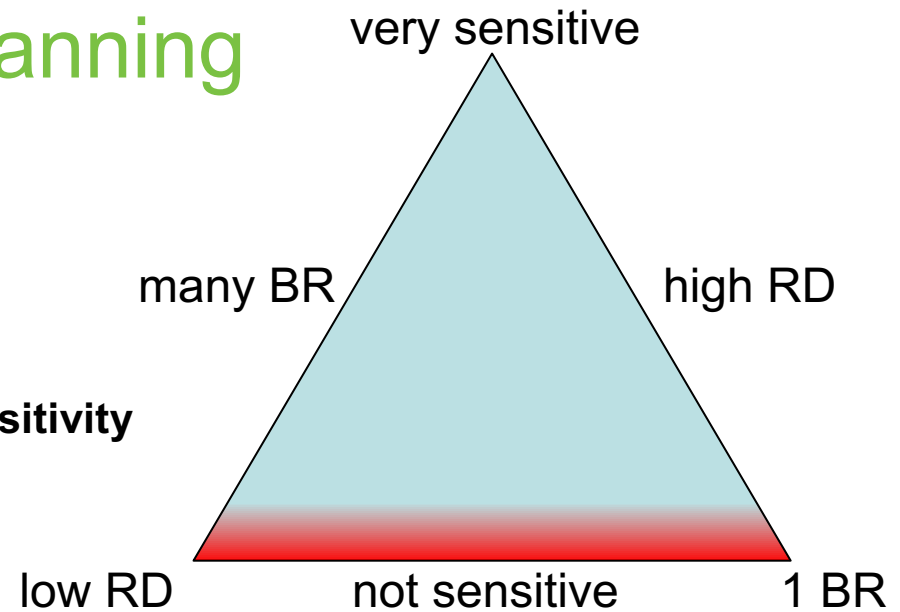 anning
very sensitive
many BR
high RD
sitivity
low RD
not sensitive
1 BR